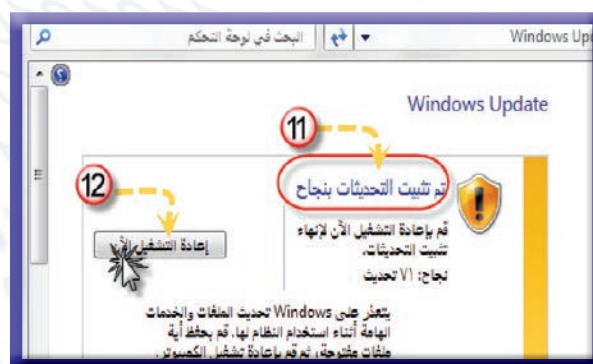 Windows Upd
البحث في لوحة التحكم
Windows Update
11
تم تثبيت التحديثات بنجاح
12
قم بإعادة التشغيل الآن لإنهاء
تثبيت التحديثات.
إعادة التشغيل الآن
نجاح: ٧١ تحديث
يتعذر على Windows تحديث الملفات والخدمات
الهامة أثناء استخدام النظام لها. قم بحفظ أية
ملفات مفتوحة، ثم قم بإعادة تشغيل الكمبيوتر.